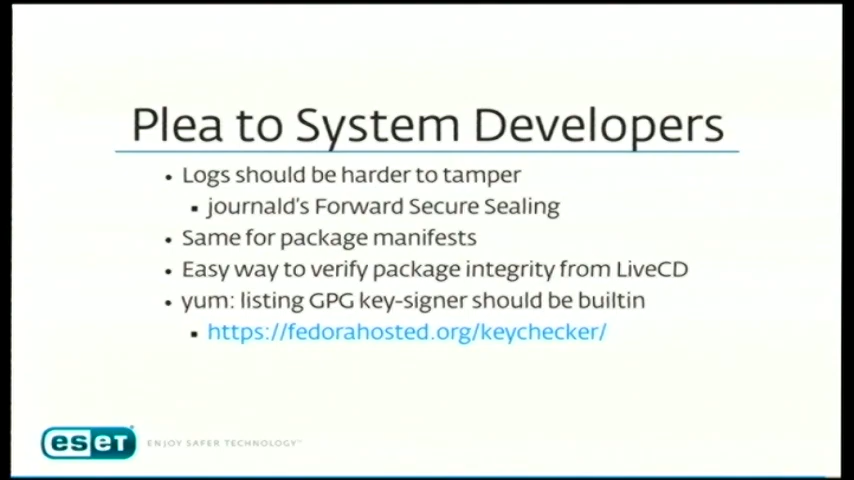 Plea to System Developers
• Logs should be harder to tamper
▪ journald's Forward Secure Sealing
• Same for package manifests
• Easy way to verify package integrity from LiveCD
• yum: listing GPG key-signer should be builtin
▪ https://fedorahosted.org/keychecker/
eset ENJOY SAFER TECHNOLOGY™